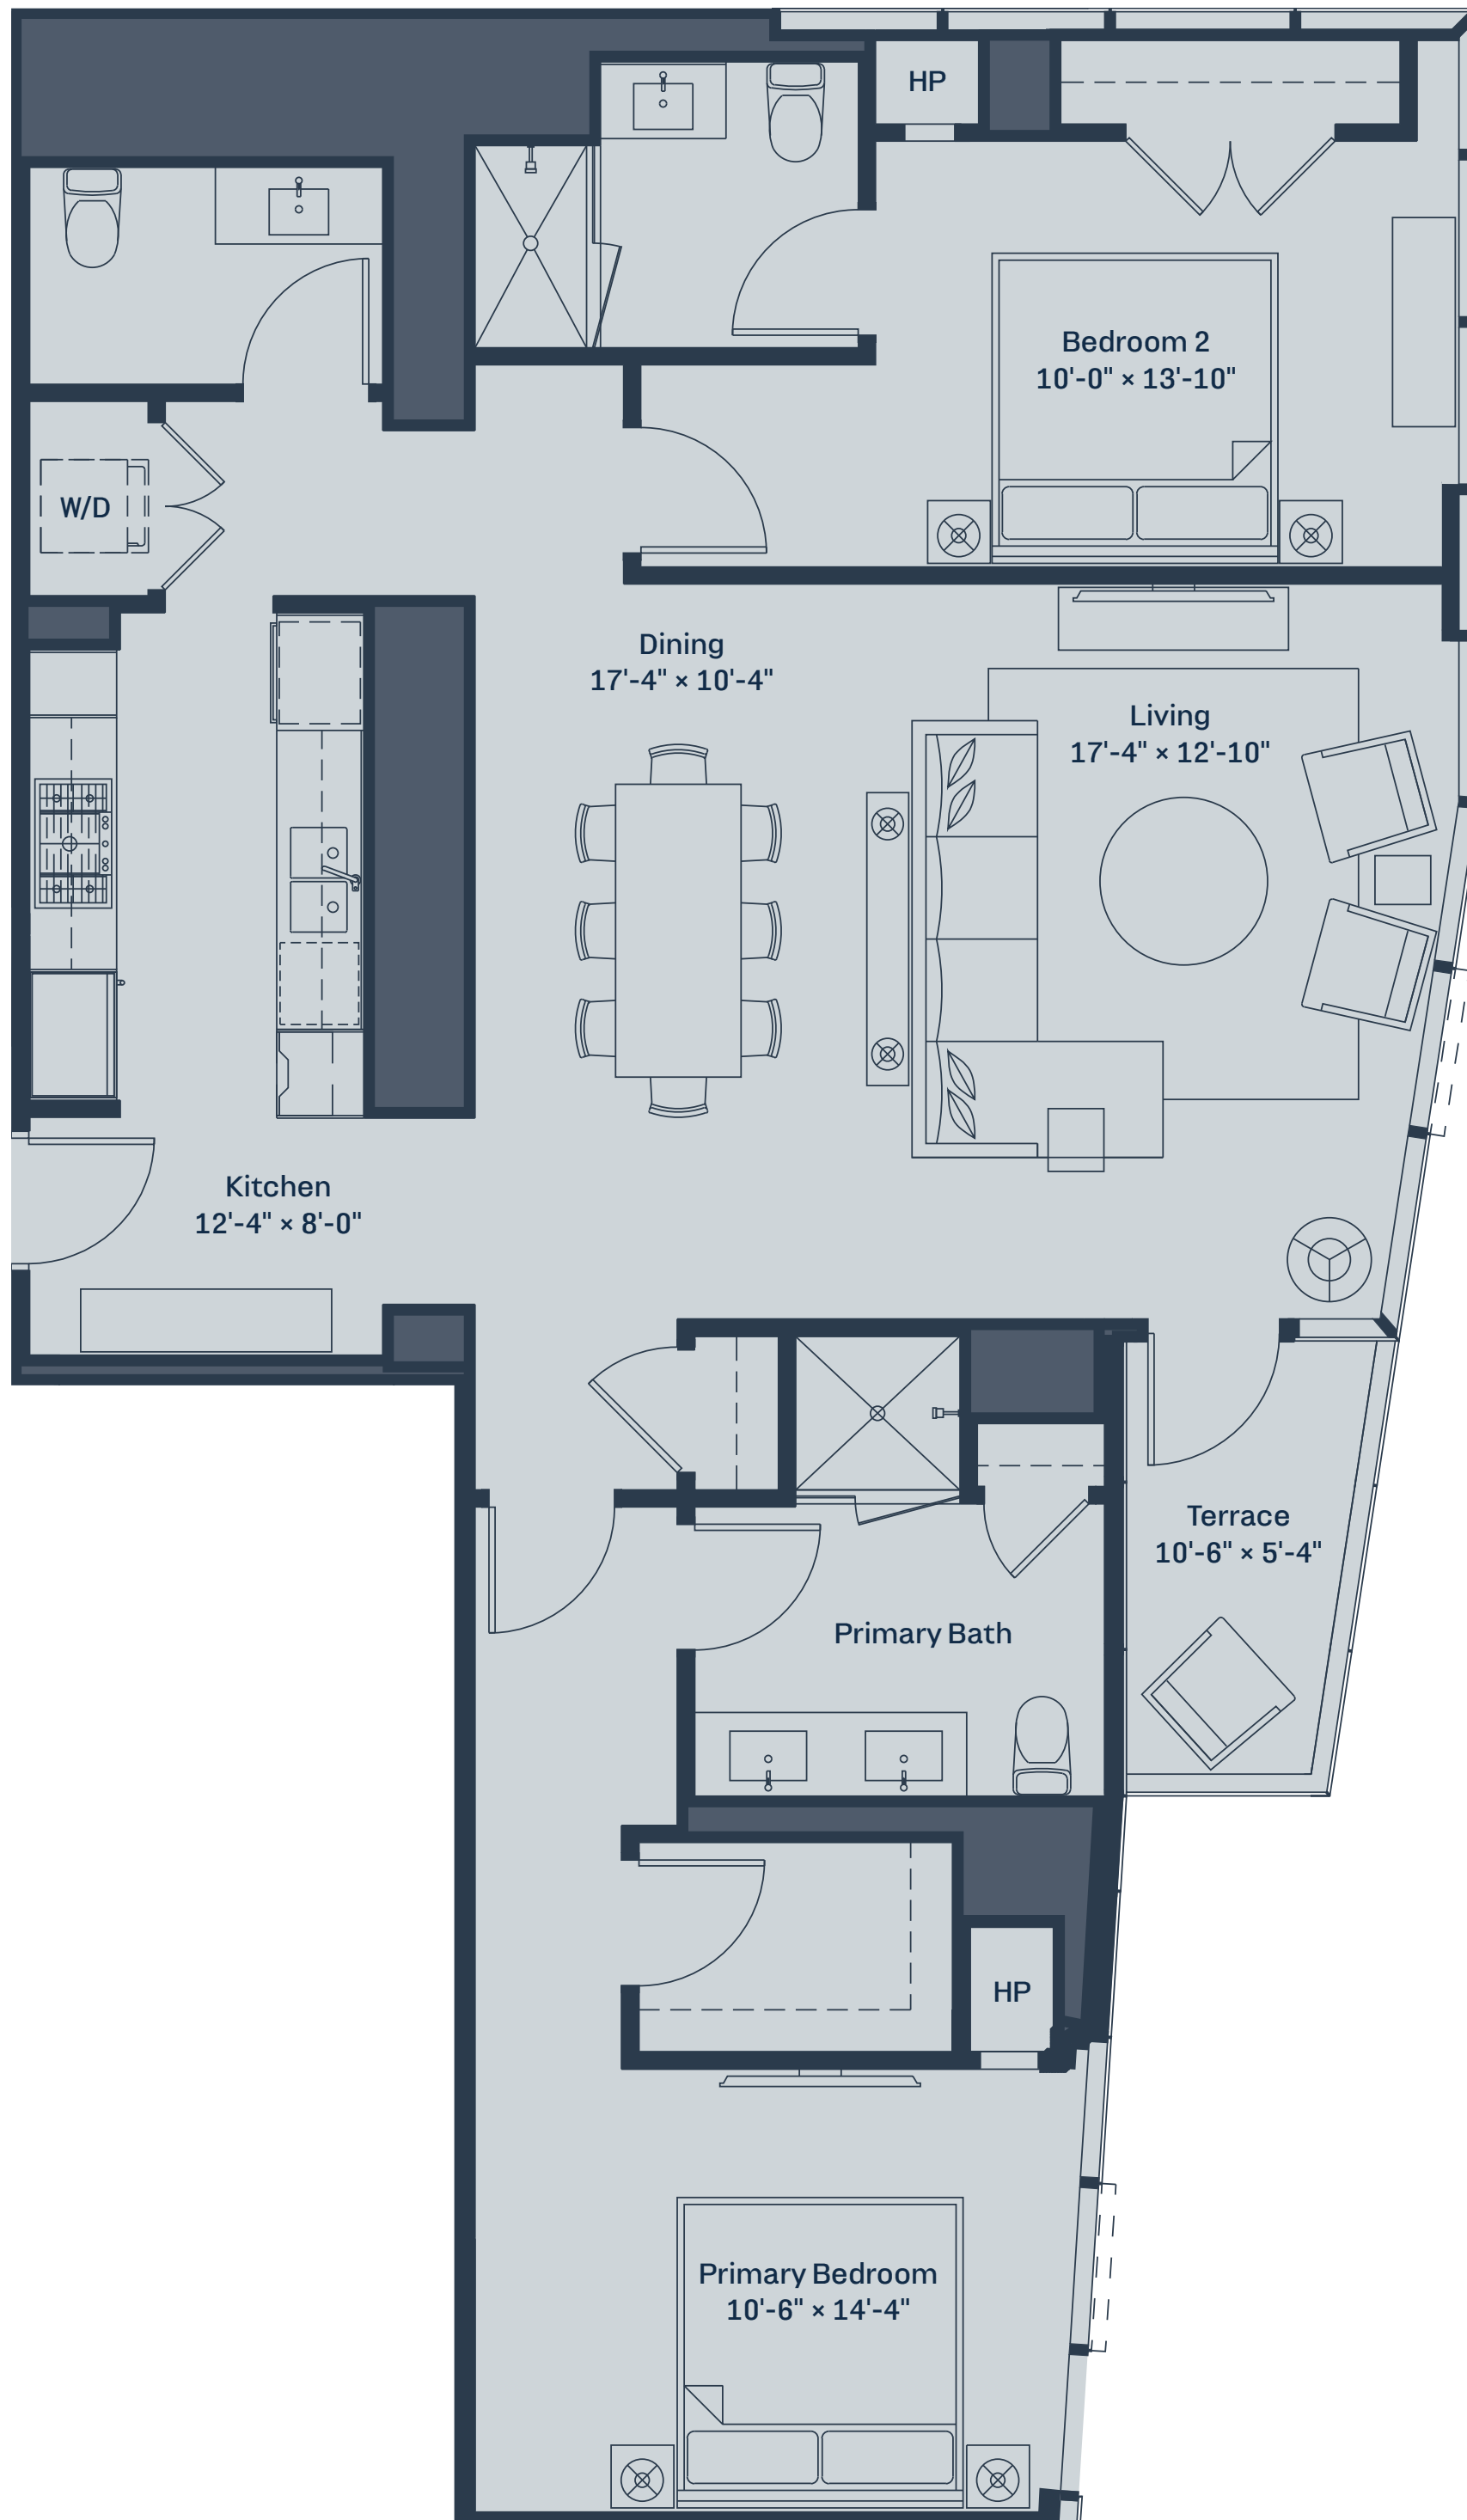 HP
Bedroom 2
10'-0" × 13'-10"
W/D
Dining
17'-4" × 10'-4"
Living
17'-4" × 12'-10"
Kitchen
12'-4" × 8'-0"
Terrace
10'-6" × 5'-4"
Primary Bath
HP
Primary Bedroom
10'-6" × 14'-4"